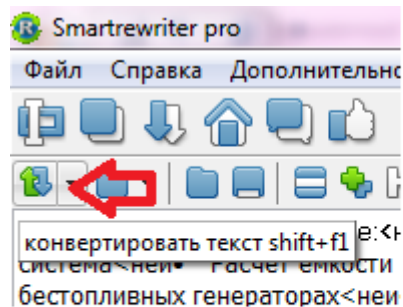 Smartrewriter pro
Файл Справка Дополнительно
е:<н
конвертировать текст shift+f1
система<ней• Расчет емкости
бестопливных генераторах<ней